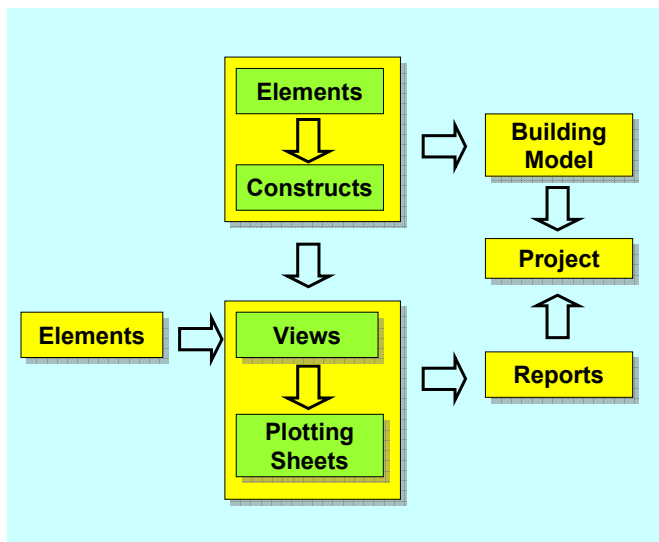 Elements
Constructs
Building
Model
Project
Elements
Views
Plotting
Sheets
Reports